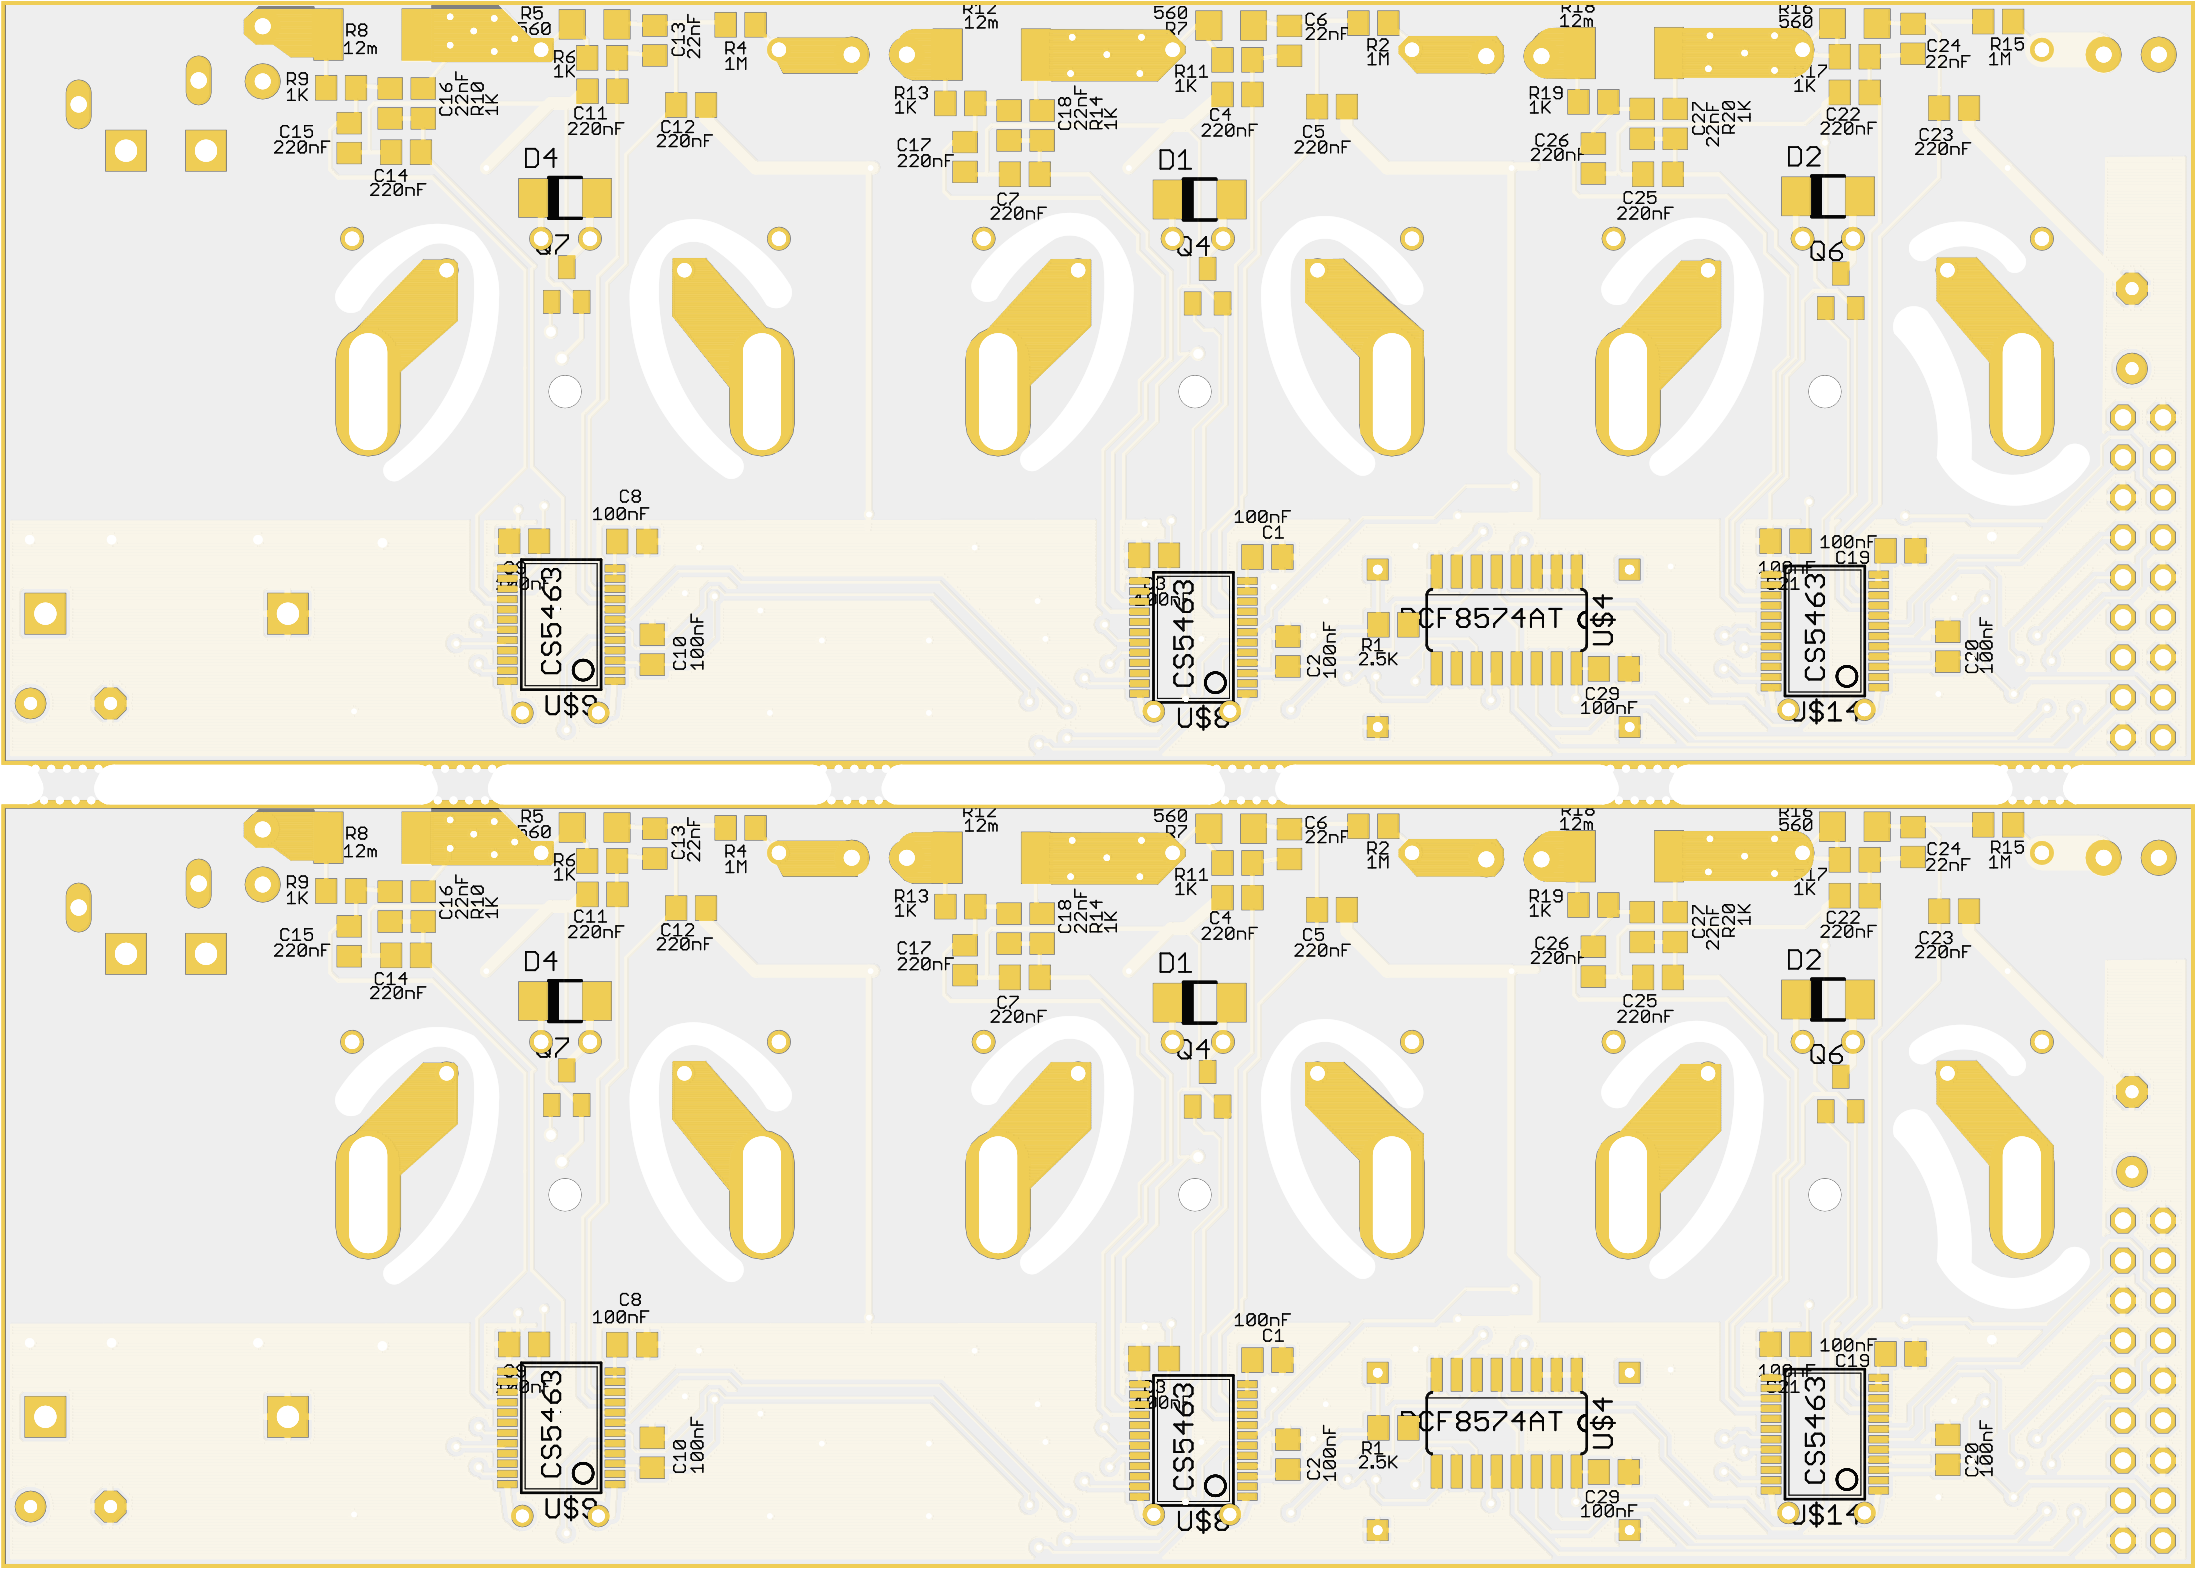 R8
12m
R5
560
R6
1K
C13
22nF
R4
1M
R12
12m
560
R7
C6
22nF
R2
1M
R18
12m
R16
560
C24
22nF
R15
1M
R9
1K
C16
22nF
R10
1K
C11
220nF
C12
220nF
C15
220nF
C14
220nF
D4
Q7
R13
1K
C18
22nF
R14
1K
R11
1K
C4
220nF
C5
220nF
C17
220nF
C7
220nF
D1
Q4
R19
1K
C27
22nF
R20
1K
R17
1K
C22
220nF
C23
220nF
C26
220nF
C25
220nF
D2
Q6
C8
100nF
C9
100nF
CS5463
C10
100nF
U$9
100nF
C1
100nF
CS5463
C2
100nF
U$8
PCF8574AT
U$4
R1
2.5K
C29
100nF
100nF
C19
100nF
C21
CS5463
C20
100nF
U$14
R8
12m
R5
560
R6
1K
C13
22nF
R4
1M
R12
12m
560
R7
C6
22nF
R2
1M
R18
12m
R16
560
C24
22nF
R15
1M
R9
1K
C16
22nF
R10
1K
C11
220nF
C12
220nF
C15
220nF
C14
220nF
D4
Q7
R13
1K
C18
22nF
R14
1K
R11
1K
C4
220nF
C5
220nF
C17
220nF
C7
220nF
D1
Q4
R19
1K
C27
22nF
R20
1K
R17
1K
C22
220nF
C23
220nF
C26
220nF
C25
220nF
D2
Q6
C8
100nF
C9
100nF
CS5463
C10
100nF
U$9
100nF
C1
100nF
CS5463
C2
100nF
U$8
PCF8574AT
U$4
R1
2.5K
C29
100nF
100nF
C19
100nF
C21
CS5463
C20
100nF
U$14